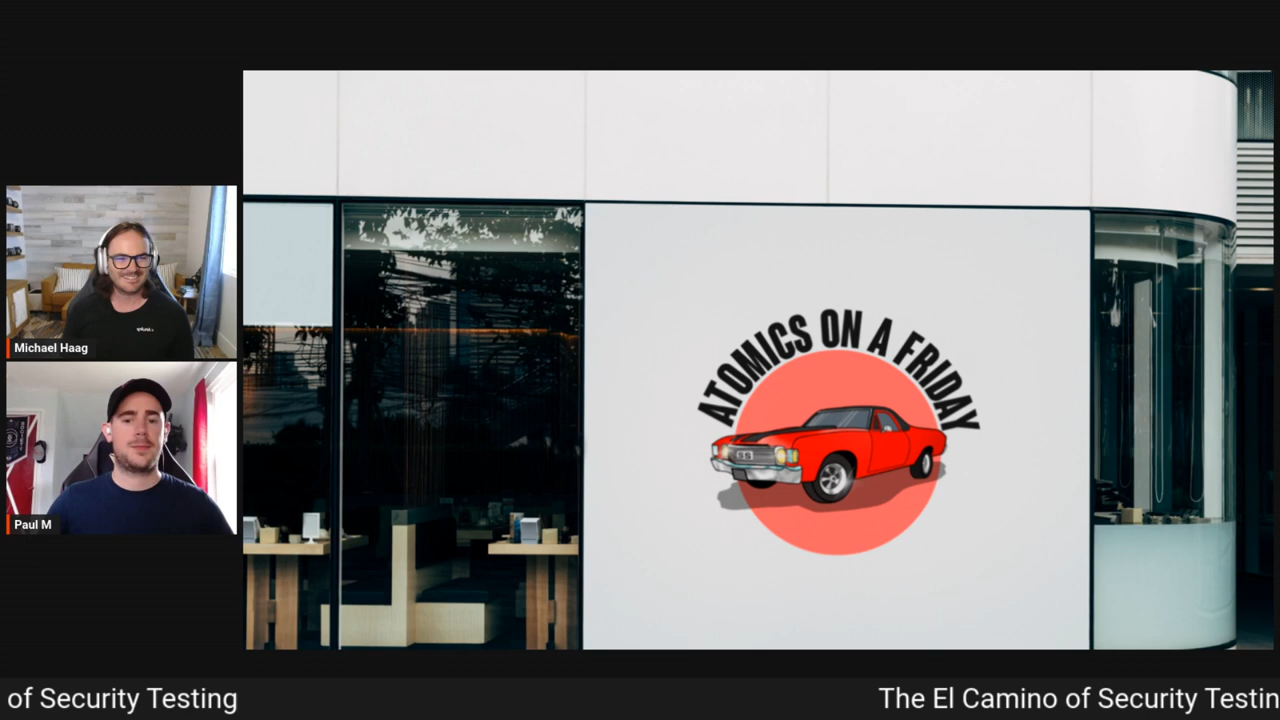 ATOMICS ON A FRIDAY
SS
Michael Haag
Paul M
of Security Testing
The El Camino of Security Testin